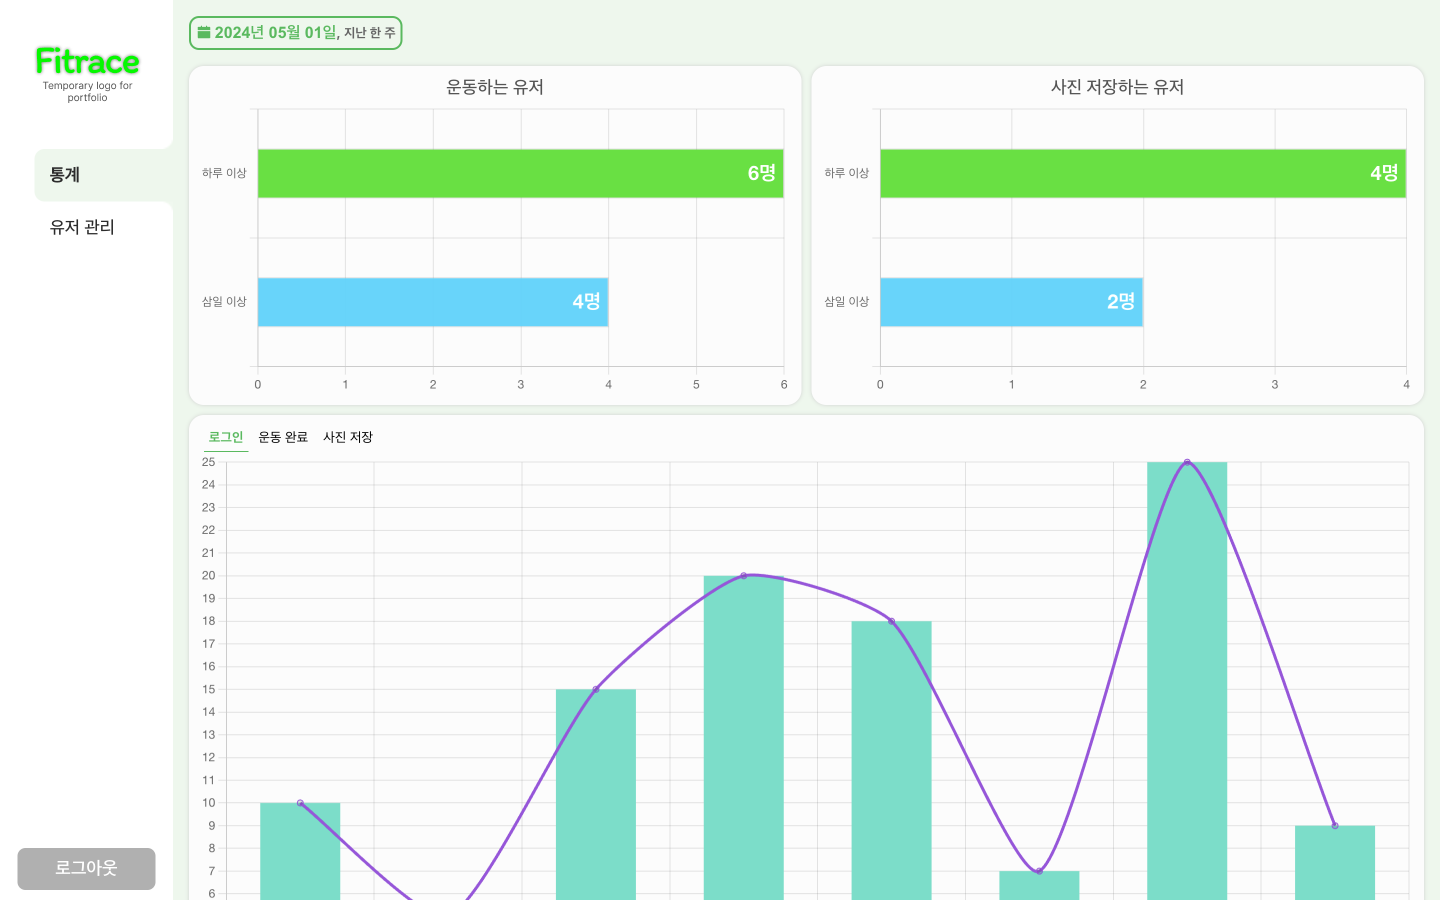 Fitrace
Temporary logo for
portfolio
통계
유저 관리
로그아웃
2024년 05월 01일, 지난 한 주
운동하는 유저
하루 이상
6명
삼일 이상
4명
0 1 2 3 4 5 6
사진 저장하는 유저
하루 이상
4명
삼일 이상
2명
0 1 2 3 4
로그인 운동 완료 사진 저장
25
24
23
22
21
20
19
18
17
16
15
14
13
12
11
10
9
8
7
6